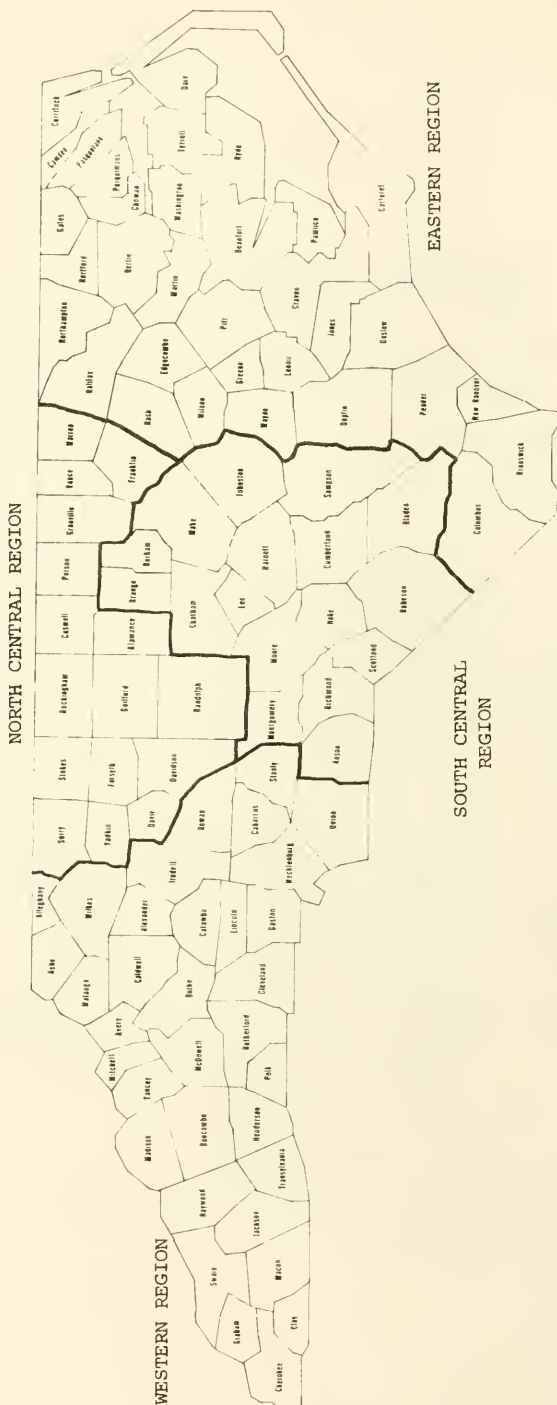 NORTH CENTRAL REGION
WESTERN REGION
EASTERN REGION
SOUTH CENTRAL
REGION
Cherokee
Graham
Clay
Swain
Macon
Jackson
Haywood
Transylvania
Madison
Buncombe
Henderson
Yancey
Mitchell
Avery
McDowell
Rutherford
Polk
Burke
Cleveland
Ashe
Watauga
Caldwell
Alleghany
Wilkes
Alexander
Catawba
Lincoln
Gaston
Iredell
Mecklenburg
Rowan
Cabarrus
Stanly
Union
Surry
Yadkin
Davie
Stokes
Forsyth
Davidson
Rockingham
Guilford
Randolph
Caswell
Alamance
Person
Granville
Vance
Warren
Franklin
Orange
Durham
Wake
Chatham
Lee
Johnston
Harnett
Moore
Montgomery
Anson
Richmond
Scotland
Hoke
Cumberland
Sampson
Robeson
Bladen
Northampton
Halifax
Nash
Edgecombe
Wilson
Wayne
Greene
Lenoir
Duplin
Pender
New Hanover
Brunswick
Columbus
Gates
Hertford
Bertie
Martin
Pitt
Craven
Jones
Onslow
Currituck
Camden
Pasquotank
Perquimans
Chowan
Washington
Tyrrell
Dare
Hyde
Beaufort
Pamlico
Carteret